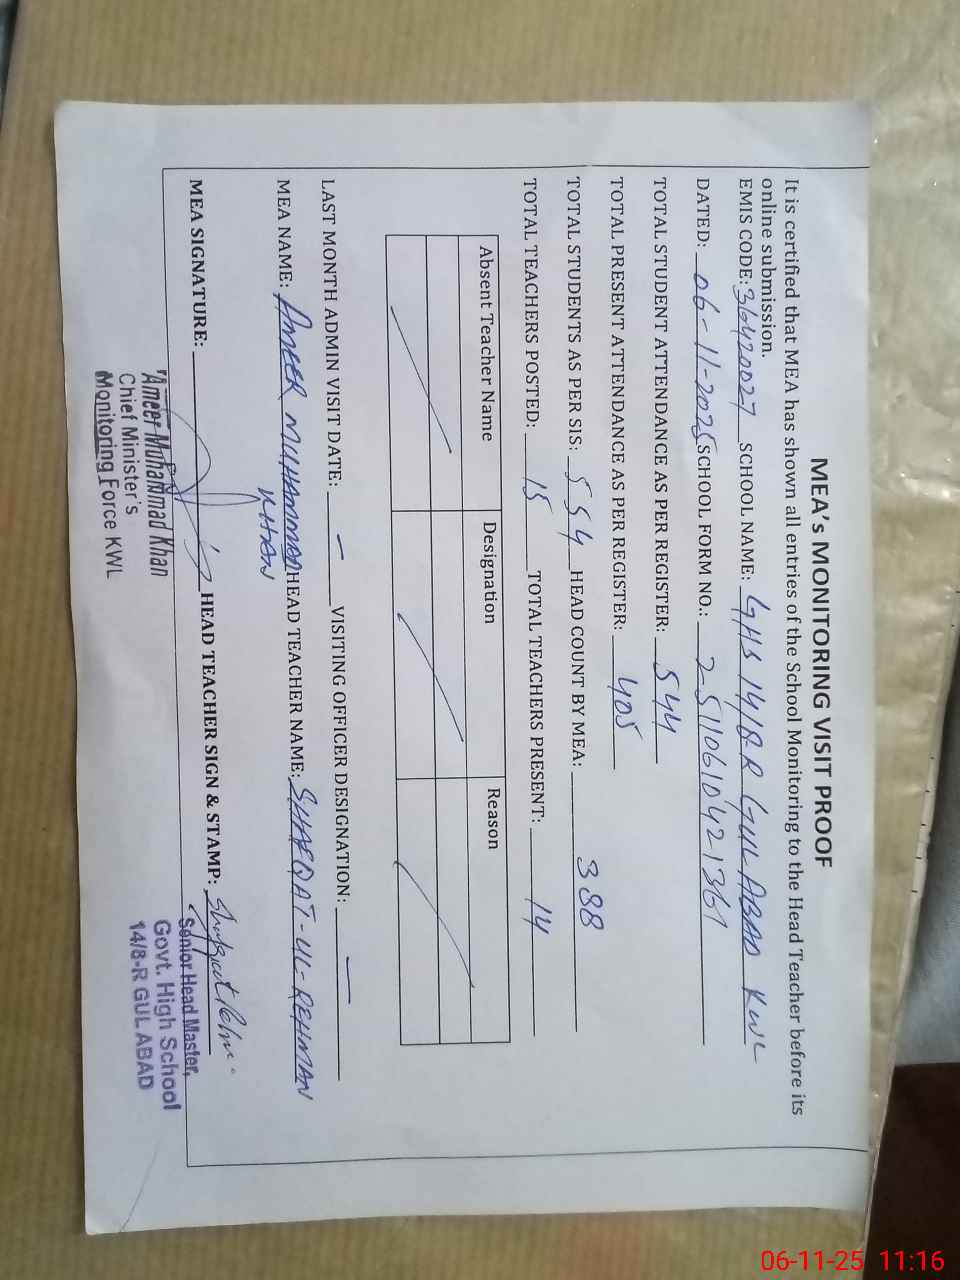 MEA's MONITORING VISIT PROOF
It is certified that MEA has shown all entries of the School Monitoring to the Head Teacher before its
online submission.
EMIS CODE: 36420027 SCHOOL NAME: GHS 14/8-R GUL ABAD KWL
DATED: 06-11-2025 SCHOOL FORM NO.: 25110610421361
TOTAL STUDENT ATTENDANCE AS PER REGISTER: 544
TOTAL PRESENT ATTENDANCE AS PER REGISTER: 405
TOTAL STUDENTS AS PER SIS: 554 HEAD COUNT BY MEA: 388
TOTAL TEACHERS POSTED: 15 TOTAL TEACHERS PRESENT: 14
Absent Teacher Name Designation Reason
LAST MONTH ADMIN VISIT DATE: - VISITING OFFICER DESIGNATION: -
MEA NAME: AMEER MUHAMMAD KHAN HEAD TEACHER NAME: SHAFQAT-UL-REHMAN
MEA SIGNATURE: HEAD TEACHER SIGN & STAMP:
Ameer Muhammad Khan
Chief Minister's
Monitoring Force KWL
Senior Head Master,
Govt. High School
14/8-R GUL ABAD
06-11-25 11:16